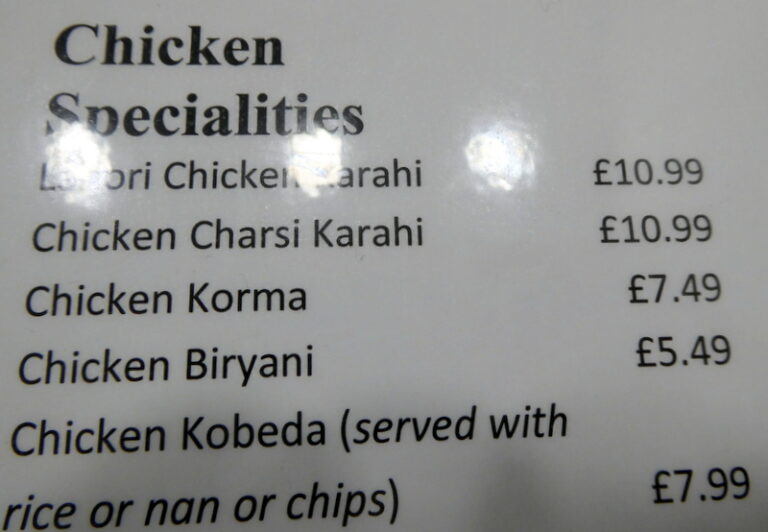 Chicken
Specialities
Chicken Karahi £10.99
Chicken Charsi Karahi £10.99
Chicken Korma £7.49
Chicken Biryani £5.49
Chicken Kobeda (served with
rice or nan or chips) £7.99